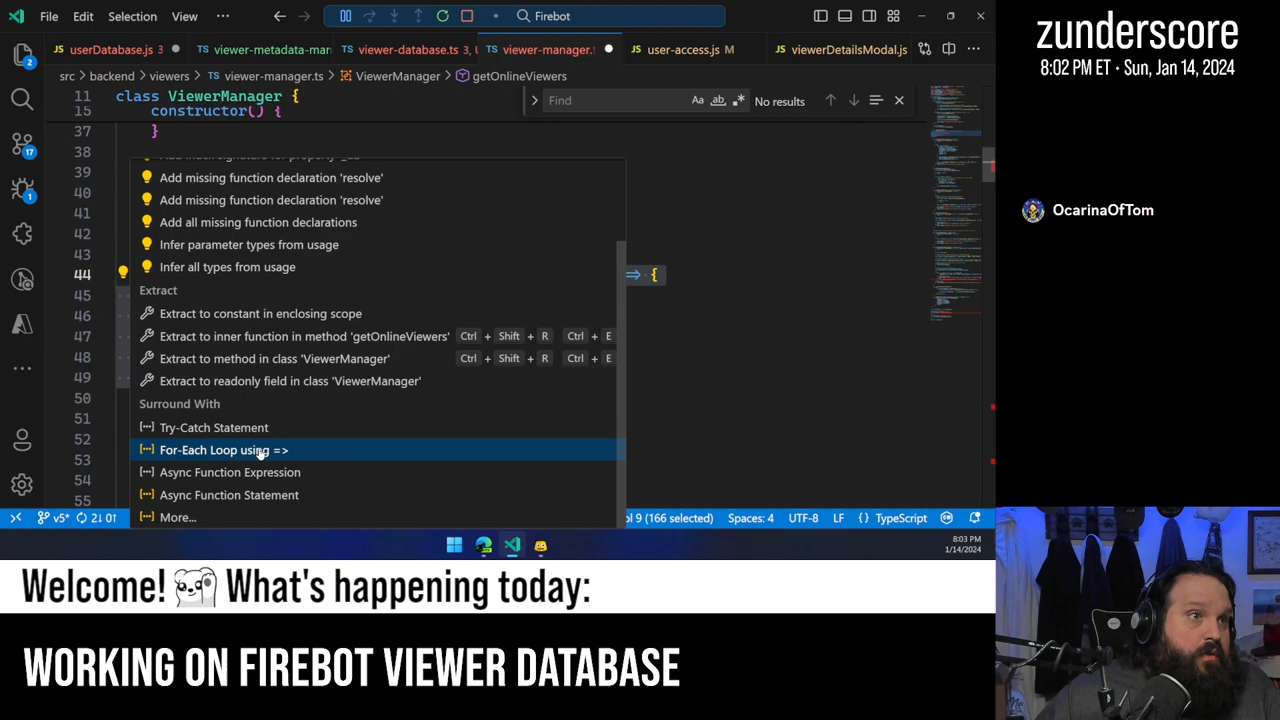 File Edit Selection View ··· Firebot
userDatabase.js 3 viewer-metadata-man viewer-database.ts 3, viewer-manager.t user-access.js M viewerDetailsModal.js
src > backend > viewers > viewer-manager.ts > ViewerManager > getOnlineViewers
11 class ViewerManager {
15 constructor() {
37 }
38
39
40
41
42
43
44 => {
45
46
47
48
49
50
51
52
53
54
55
Find Aa ab No results
Add missing function declaration 'resolve'
Add missing function declaration 'resolve'
Add all missing function declarations
Infer parameter types from usage
Infer all types from usage
Extract
Extract to constant in enclosing scope
Extract to inner function in method 'getOnlineViewers' Ctrl + Shift + R Ctrl + E
Extract to method in class 'ViewerManager' Ctrl + Shift + R Ctrl + E
Extract to readonly field in class 'ViewerManager'
Surround With
Try-Catch Statement
For-Each Loop using =>
Async Function Expression
Async Function Statement
More...
2
17
1
v5* 2↓ 0↑ ol 9 (166 selected) Spaces: 4 UTF-8 LF {} TypeScript
8:03 PM
1/14/2024
zunderscore
8:02 PM ET • Sun, Jan 14, 2024
OcarinaOfTom
Welcome! What's happening today:
WORKING ON FIREBOT VIEWER DATABASE